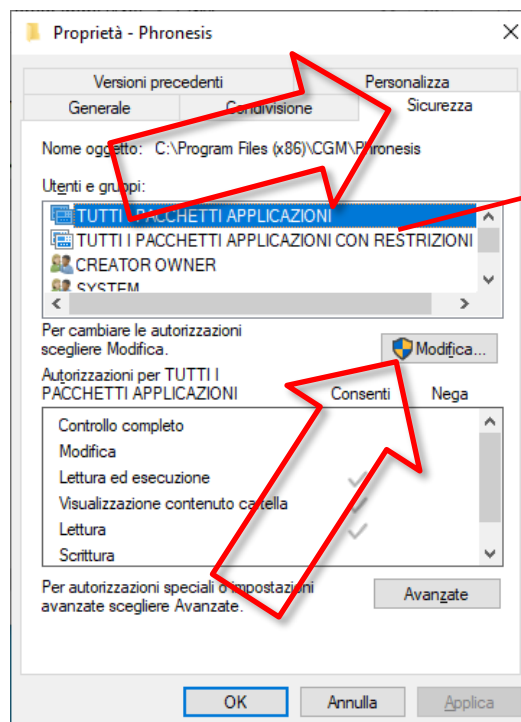 Proprietà - Phronesis
Versioni precedenti Personalizza
Generale Condivisione Sicurezza
Nome oggetto: C:\Program Files (x86)\CGM\Phronesis
Utenti e gruppi:
TUTTI I PACCHETTI APPLICAZIONI
TUTTI I PACCHETTI APPLICAZIONI CON RESTRIZIONI
CREATOR OWNER
SYSTEM
Per cambiare le autorizzazioni
scegliere Modifica.
Modifica...
Autorizzazioni per TUTTI I
PACCHETTI APPLICAZIONI Consenti Nega
Controllo completo
Modifica
Lettura ed esecuzione
Visualizzazione contenuto cartella
Lettura
Scrittura
Per autorizzazioni speciali o impostazioni
avanzate scegliere Avanzate.
Avanzate
OK Annulla Applica